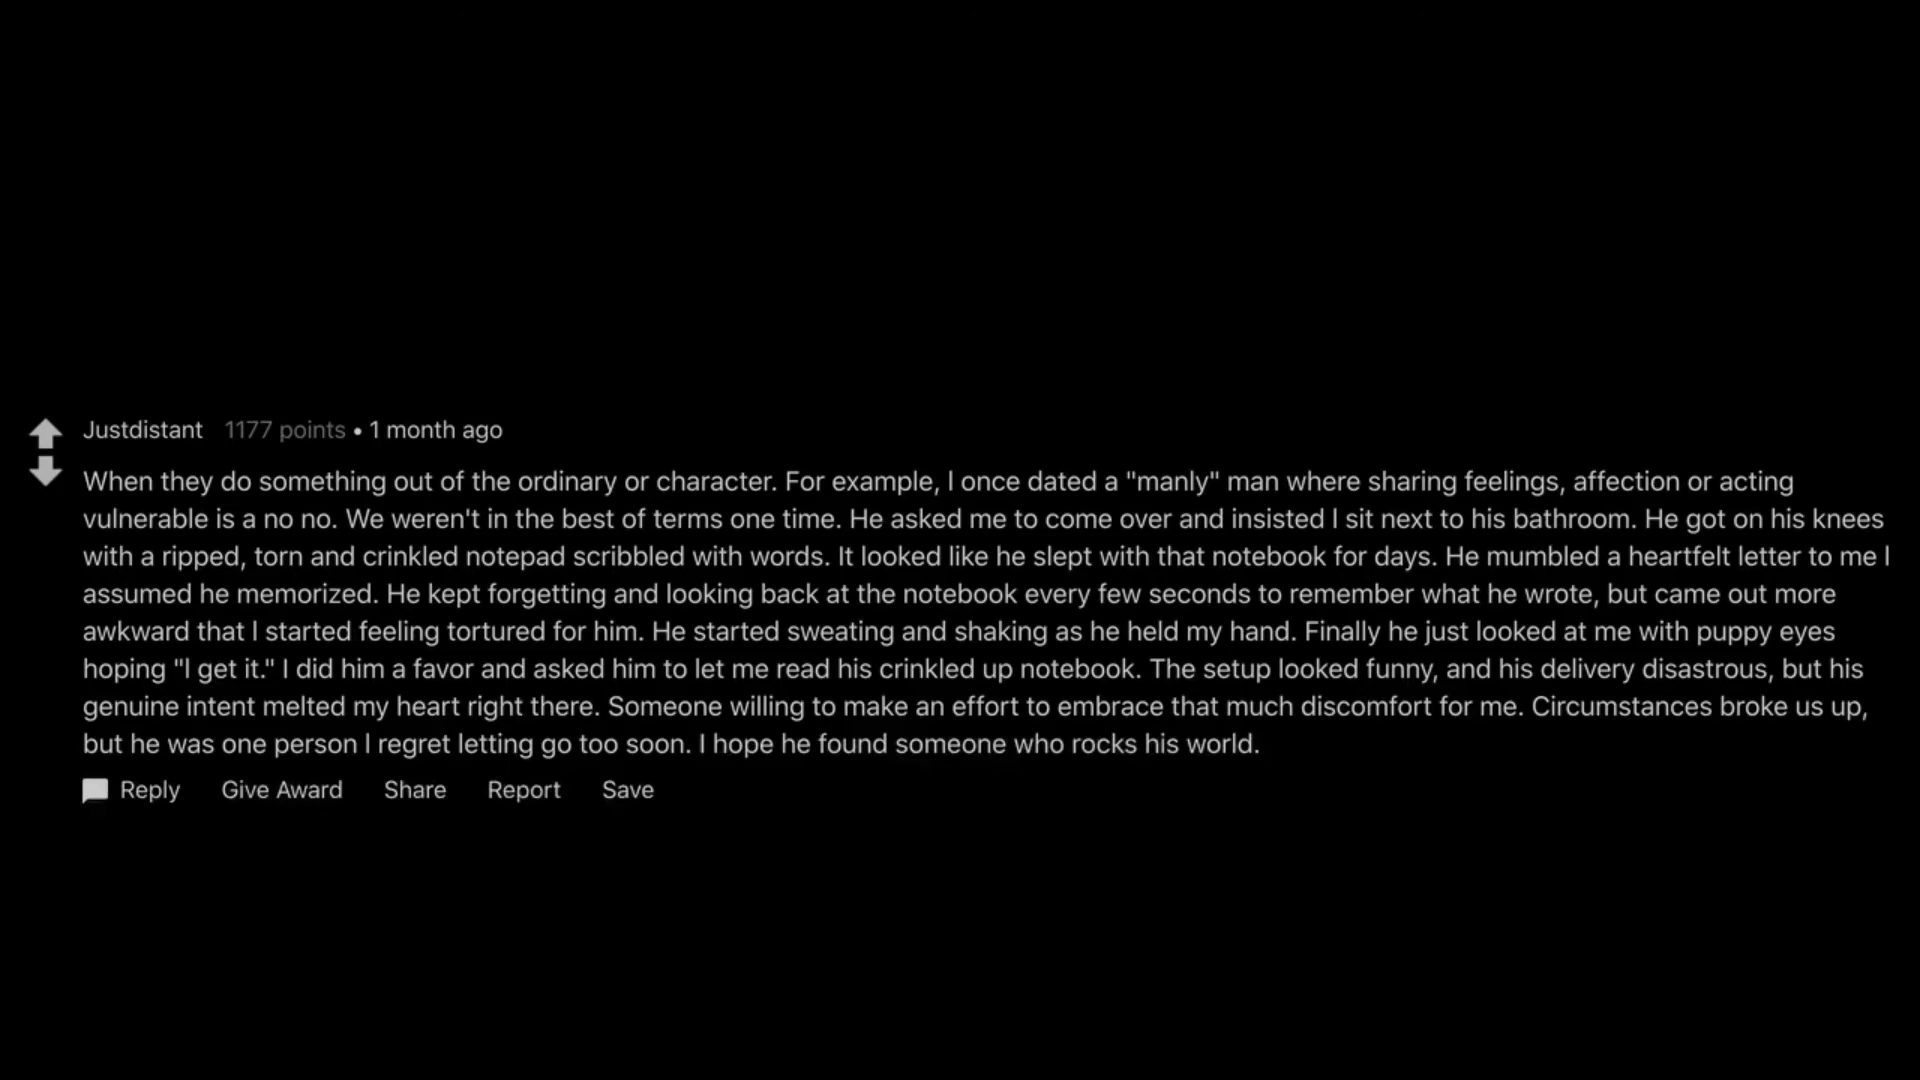 Justdistant 1177 points • 1 month ago
When they do something out of the ordinary or character. For example, I once dated a "manly" man where sharing feelings, affection or acting
vulnerable is a no no. We weren't in the best of terms one time. He asked me to come over and insisted I sit next to his bathroom. He got on his knees
with a ripped, torn and crinkled notepad scribbled with words. It looked like he slept with that notebook for days. He mumbled a heartfelt letter to me I
assumed he memorized. He kept forgetting and looking back at the notebook every few seconds to remember what he wrote, but came out more
awkward that I started feeling tortured for him. He started sweating and shaking as he held my hand. Finally he just looked at me with puppy eyes
hoping "I get it." I did him a favor and asked him to let me read his crinkled up notebook. The setup looked funny, and his delivery disastrous, but his
genuine intent melted my heart right there. Someone willing to make an effort to embrace that much discomfort for me. Circumstances broke us up,
but he was one person I regret letting go too soon. I hope he found someone who rocks his world.
Reply Give Award Share Report Save